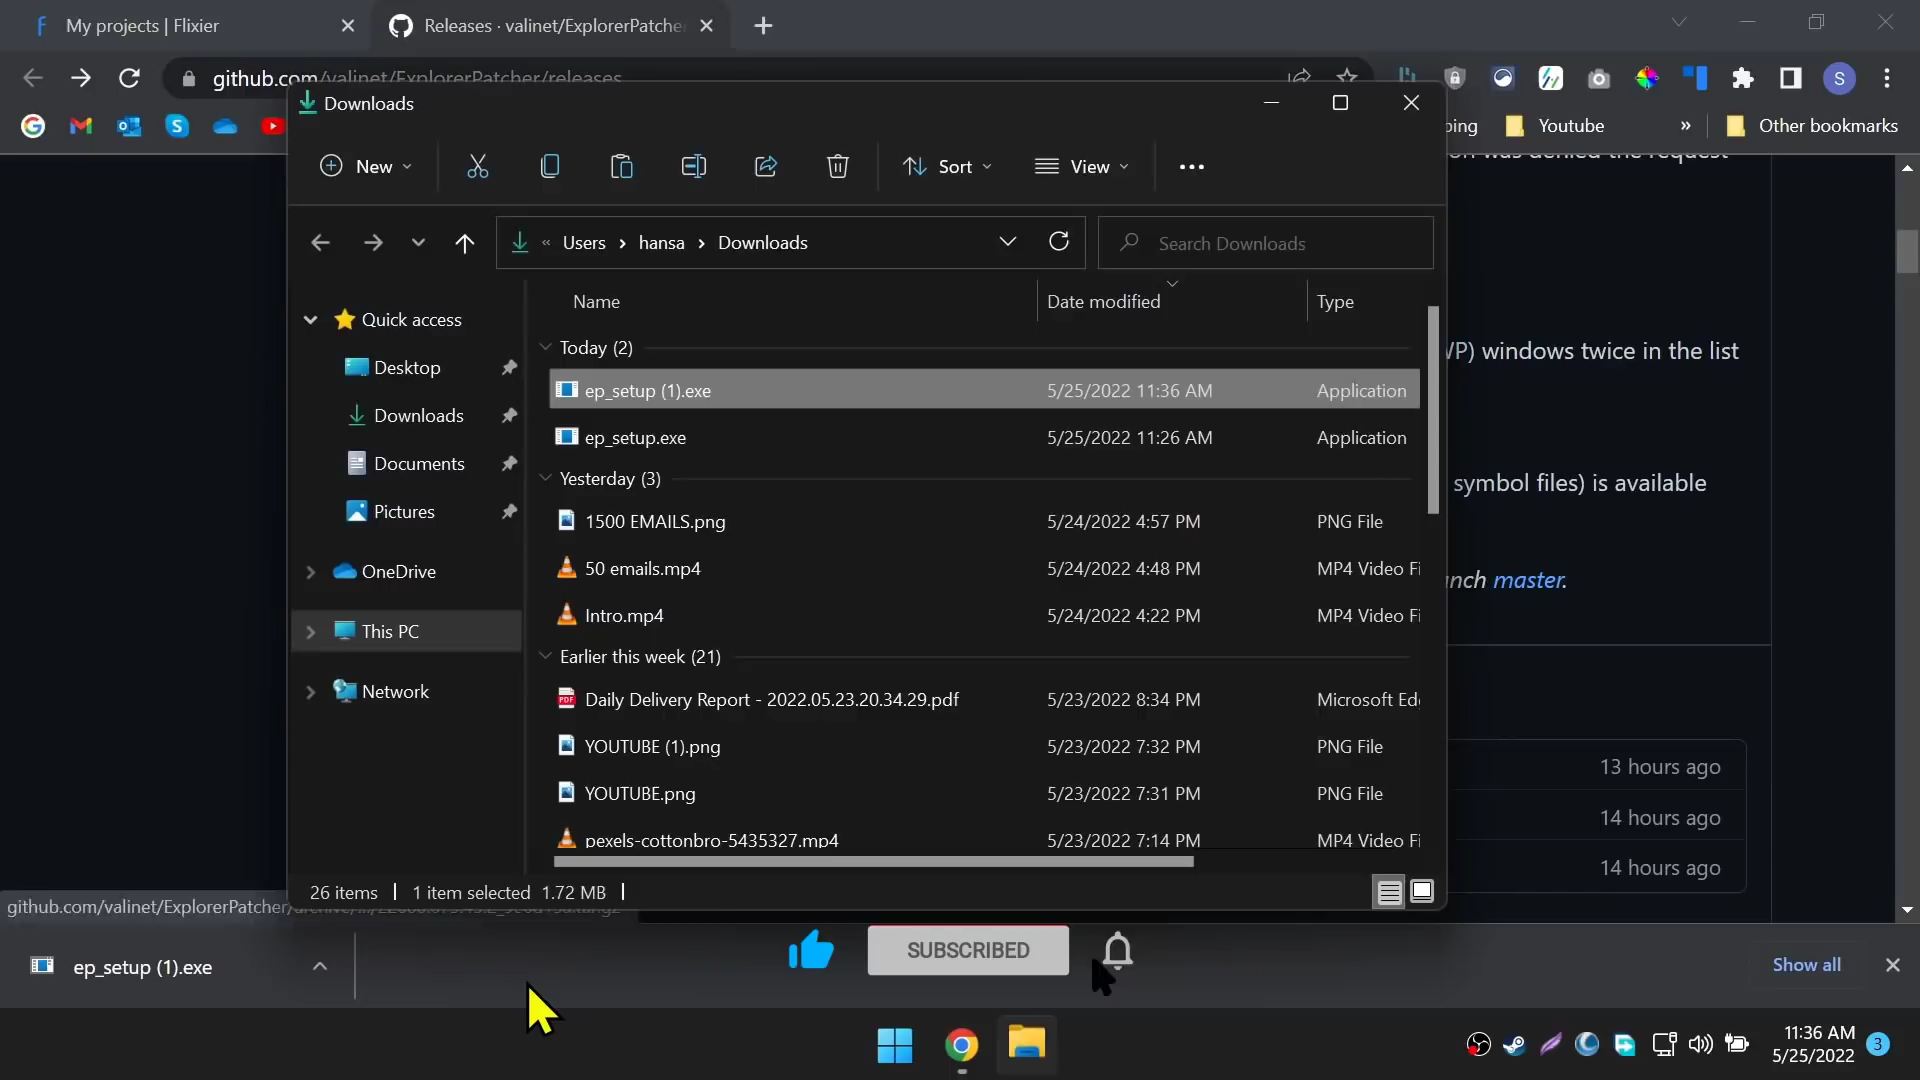 My projects | Flixier
Releases · valinet/ExplorerPatche
github.com/valinet/ExplorerPatcher/releases
S
ping
Youtube
»
Other bookmarks
on was denied the request
Downloads
New
Sort
View
« Users > hansa > Downloads
Search Downloads
Name
Date modified
Type
Quick access
Desktop
Downloads
Documents
Pictures
OneDrive
This PC
Network
Today (2)
ep_setup (1).exe 5/25/2022 11:36 AM Application
ep_setup.exe 5/25/2022 11:26 AM Application
Yesterday (3)
1500 EMAILS.png 5/24/2022 4:57 PM PNG File
50 emails.mp4 5/24/2022 4:48 PM MP4 Video Fi
Intro.mp4 5/24/2022 4:22 PM MP4 Video Fi
Earlier this week (21)
Daily Delivery Report - 2022.05.23.20.34.29.pdf 5/23/2022 8:34 PM Microsoft Ed
YOUTUBE (1).png 5/23/2022 7:32 PM PNG File
YOUTUBE.png 5/23/2022 7:31 PM PNG File
pexels-cottonbro-5435327.mp4 5/23/2022 7:14 PM MP4 Video Fi
26 items | 1 item selected 1.72 MB |
WP) windows twice in the list
symbol files) is available
anch master.
13 hours ago
14 hours ago
14 hours ago
github.com/valinet/ExplorerPatcher/
ep_setup (1).exe
SUBSCRIBED
Show all
11:36 AM
5/25/2022
3